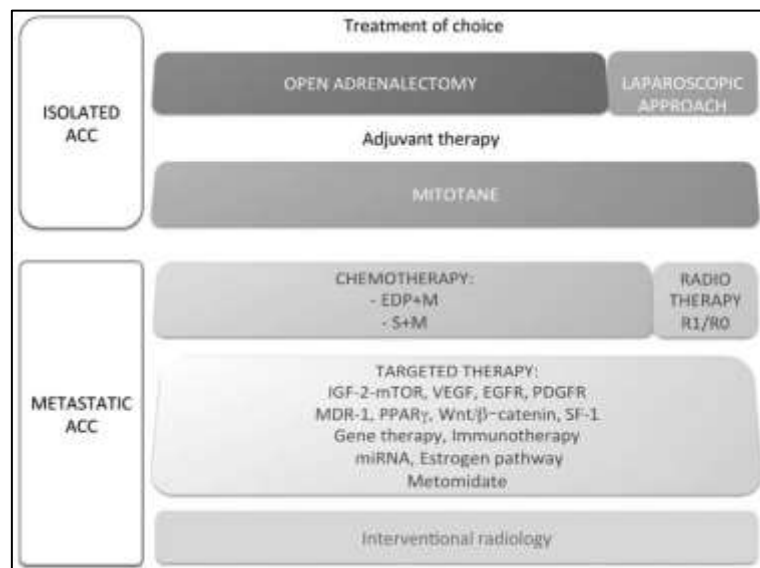 Treatment of choice
ISOLATED
ACC
OPEN ADRENALECTOMY
LAPAROSCOPIC
APPROACH
Adjuvant therapy
MITOTANE
METASTATIC
ACC
CHEMOTHERAPY:
- EDP+M
- S+M
RADIO
THERAPY
R1/R0
TARGETED THERAPY:
IGF-2-mTOR, VEGF, EGFR, PDGFR
MDR-1, PPARγ, Wnt/β-catenin, SF-1
Gene therapy, Immunotherapy
miRNA, Estrogen pathway
Metomidate
Interventional radiology